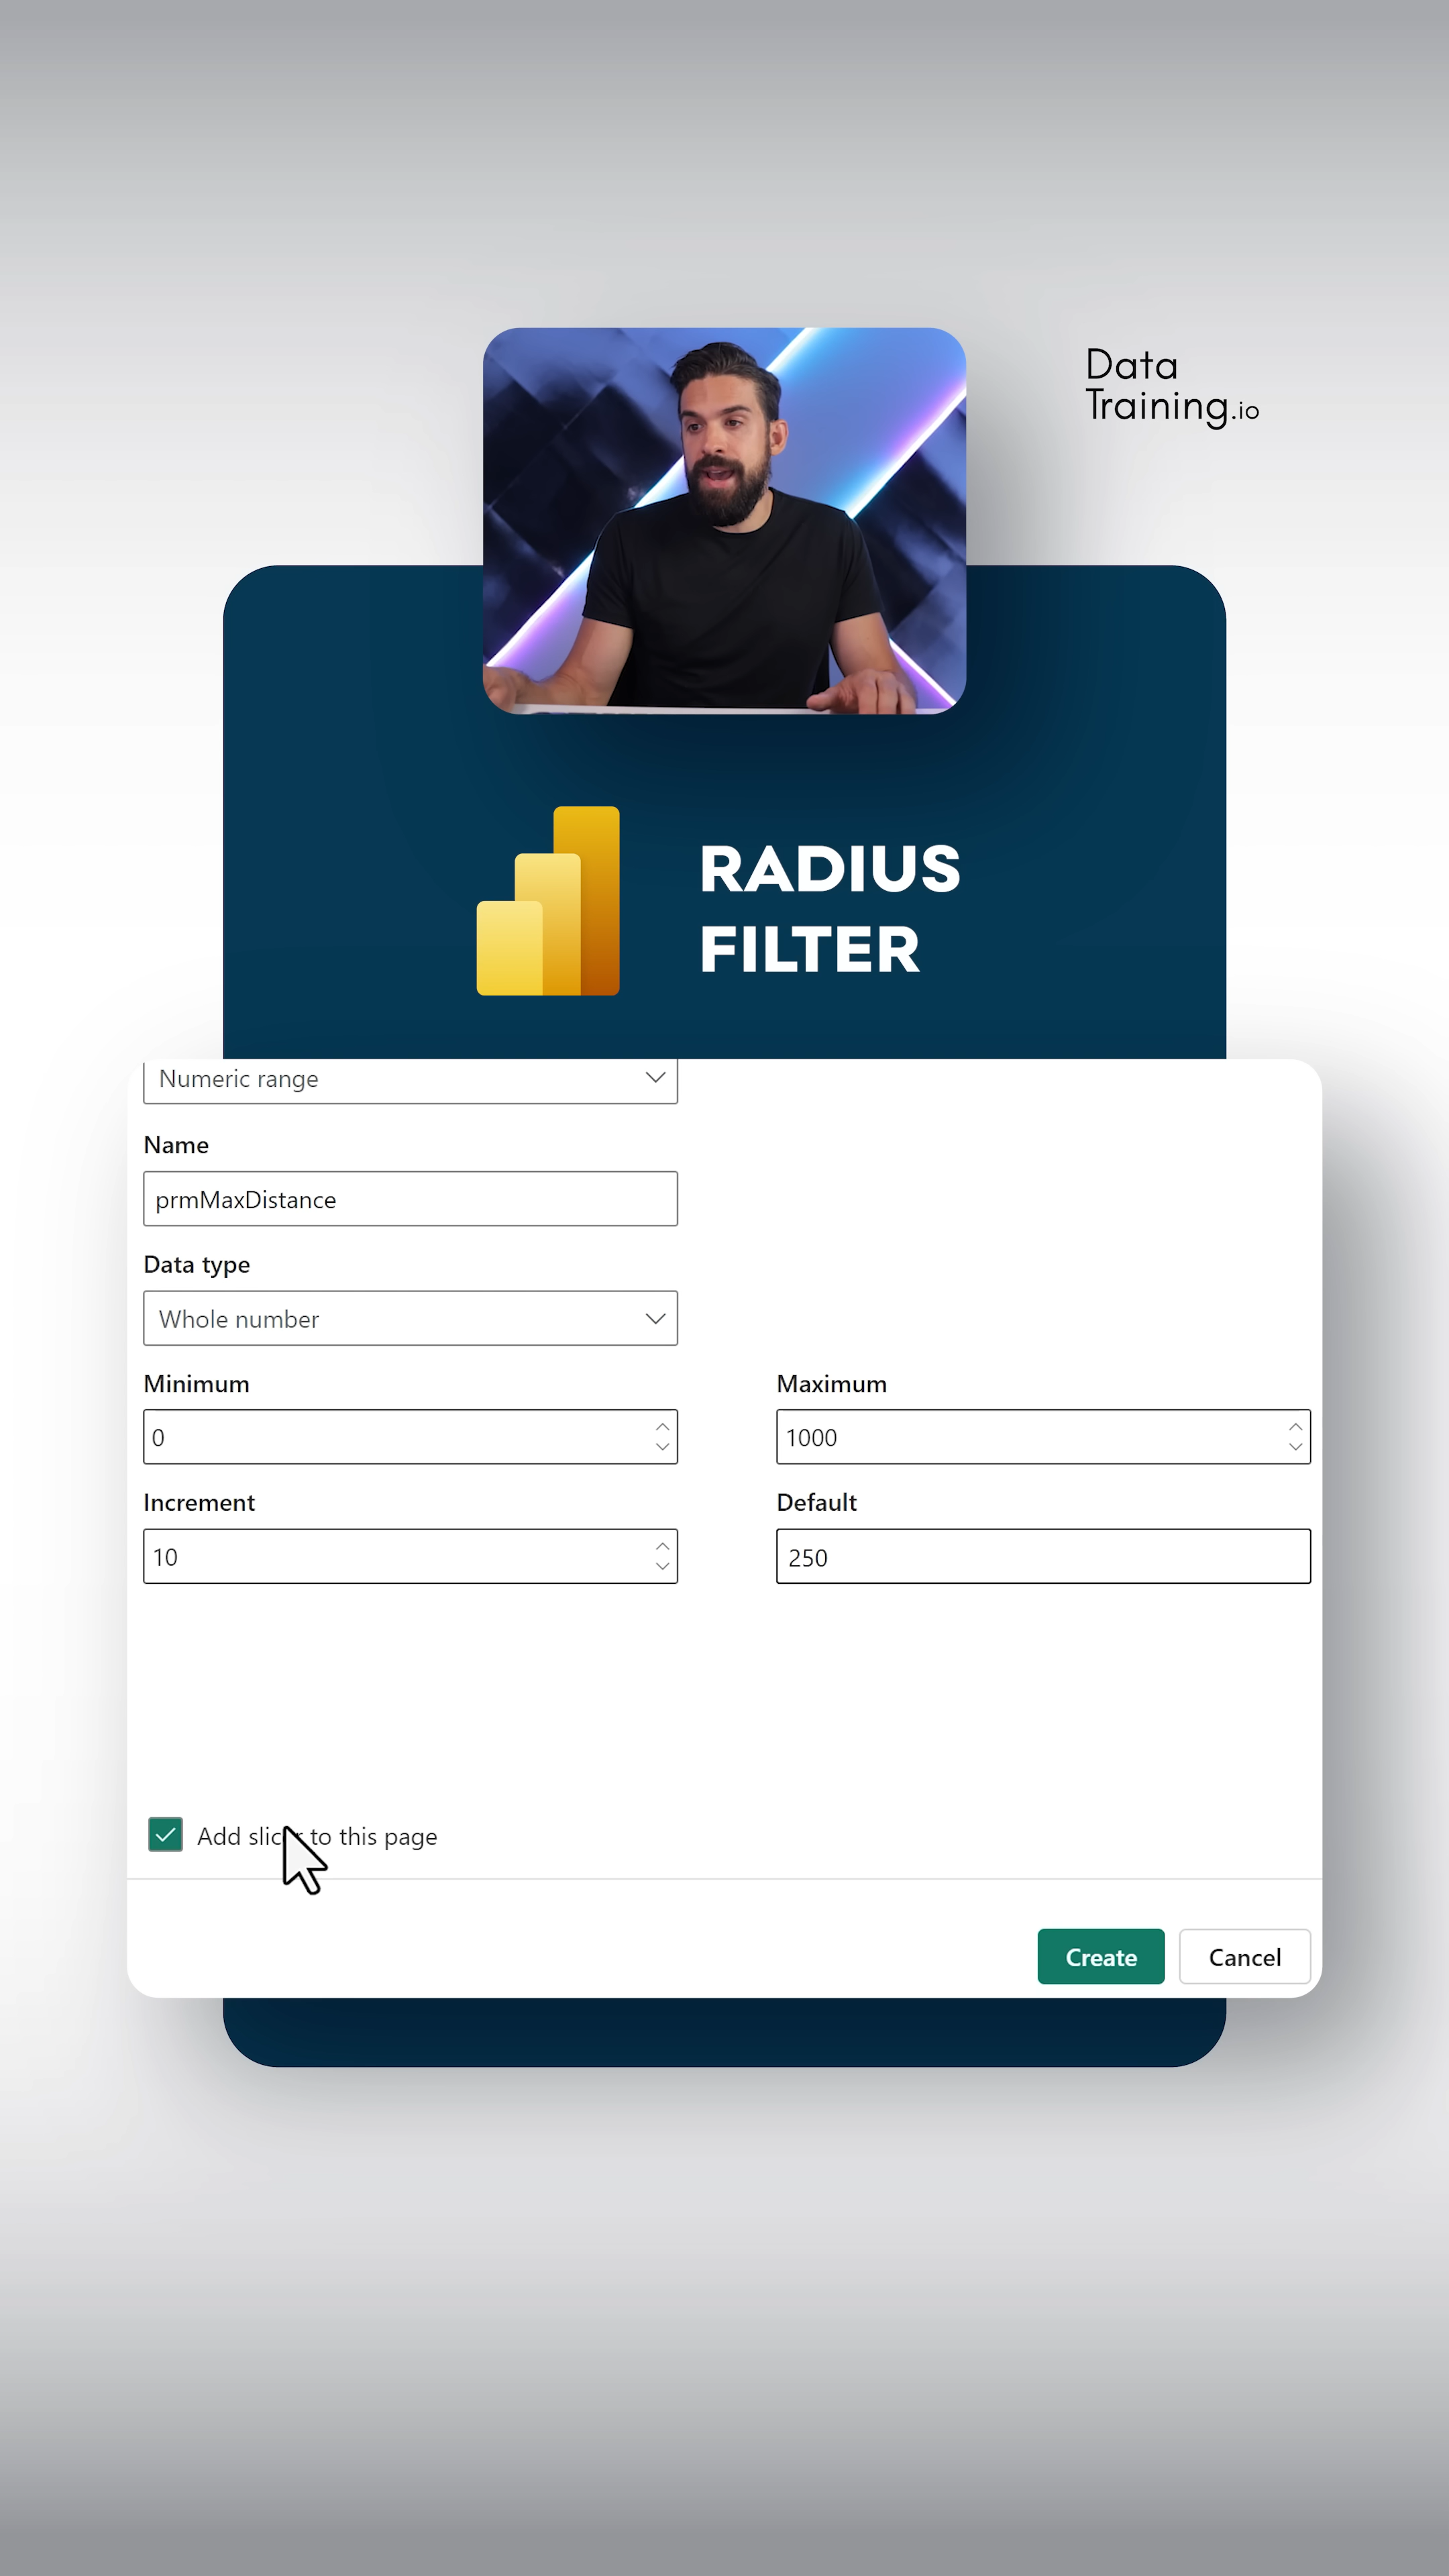 Data
Training.io
RADIUS
FILTER
Numeric range
Name
prmMaxDistance
Data type
Whole number
Minimum
Maximum
0
1000
Increment
Default
10
250
Add slicer to this page
Create
Cancel